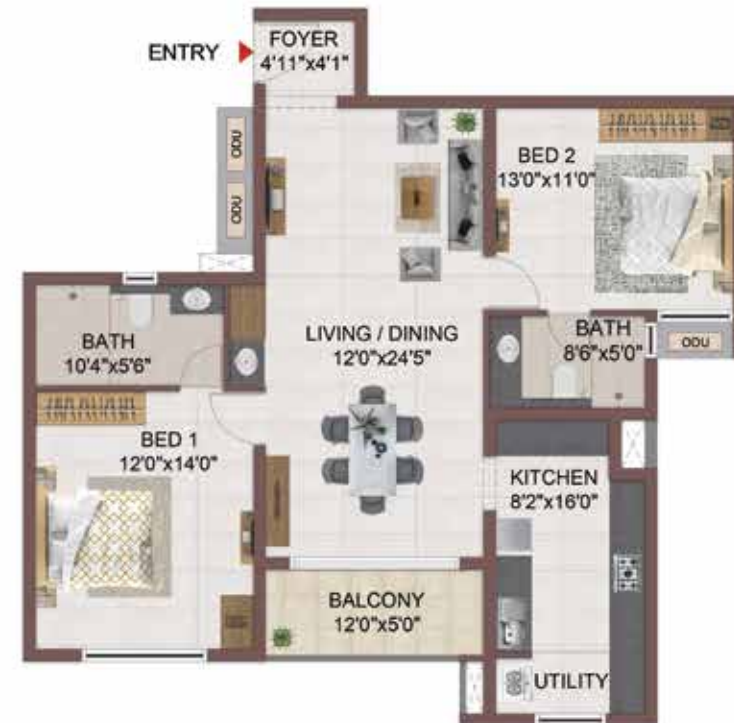 ENTRY
FOYER
4'11"x4'1"
ODU
ODU
BED 2
13'0"x11'0"
BATH
10'4"x5'6"
LIVING / DINING
12'0"x24'5"
BATH
8'6"x5'0"
ODU
BED 1
12'0"x14'0"
KITCHEN
8'2"x16'0"
BALCONY
12'0"x5'0"
UTILITY